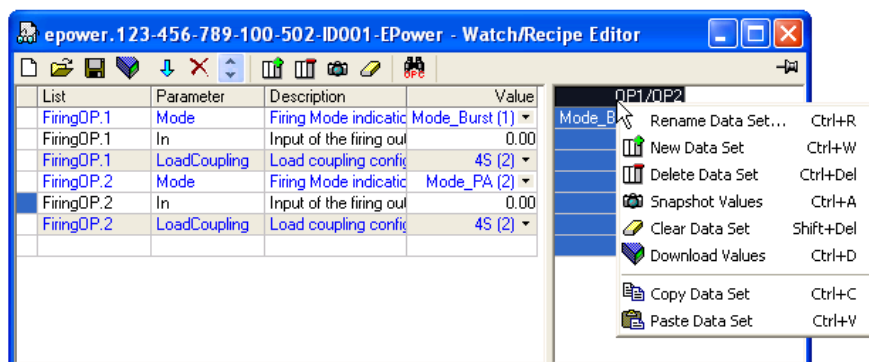 epower.123-456-789-100-502-ID001-EPower - Watch/Recipe Editor
OPC
List Parameter Description Value OP1/OP2
FiringOP.1 Mode Firing Mode indicatic Mode_Burst (1) Mode_B
FiringOP.1 In Input of the firing out 0.00
FiringOP.1 LoadCoupling Load coupling config 4S (2)
FiringOP.2 Mode Firing Mode indicatic Mode_PA (2)
FiringOP.2 In Input of the firing out 0.00
FiringOP.2 LoadCoupling Load coupling config 4S (2)
Rename Data Set... Ctrl+R
New Data Set Ctrl+W
Delete Data Set Ctrl+Del
Snapshot Values Ctrl+A
Clear Data Set Shift+Del
Download Values Ctrl+D
Copy Data Set Ctrl+C
Paste Data Set Ctrl+V